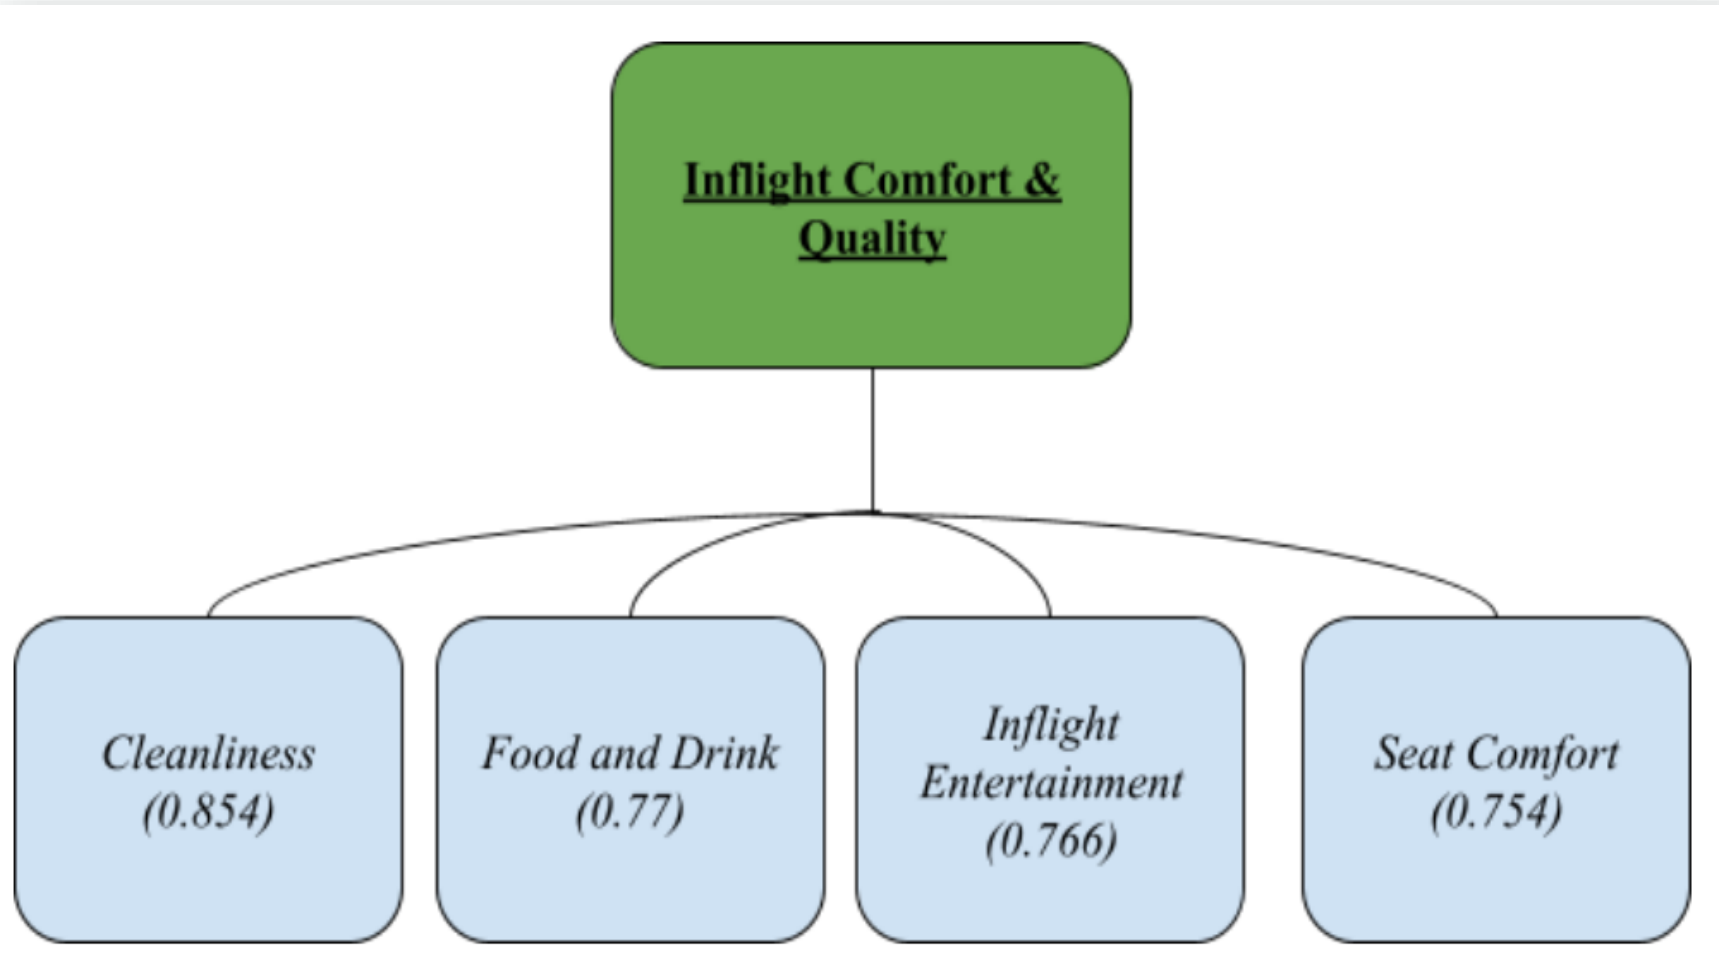 Inflight Comfort &
Quality
Cleanliness
(0.854)
Food and Drink
(0.77)
Inflight
Entertainment
(0.766)
Seat Comfort
(0.754)